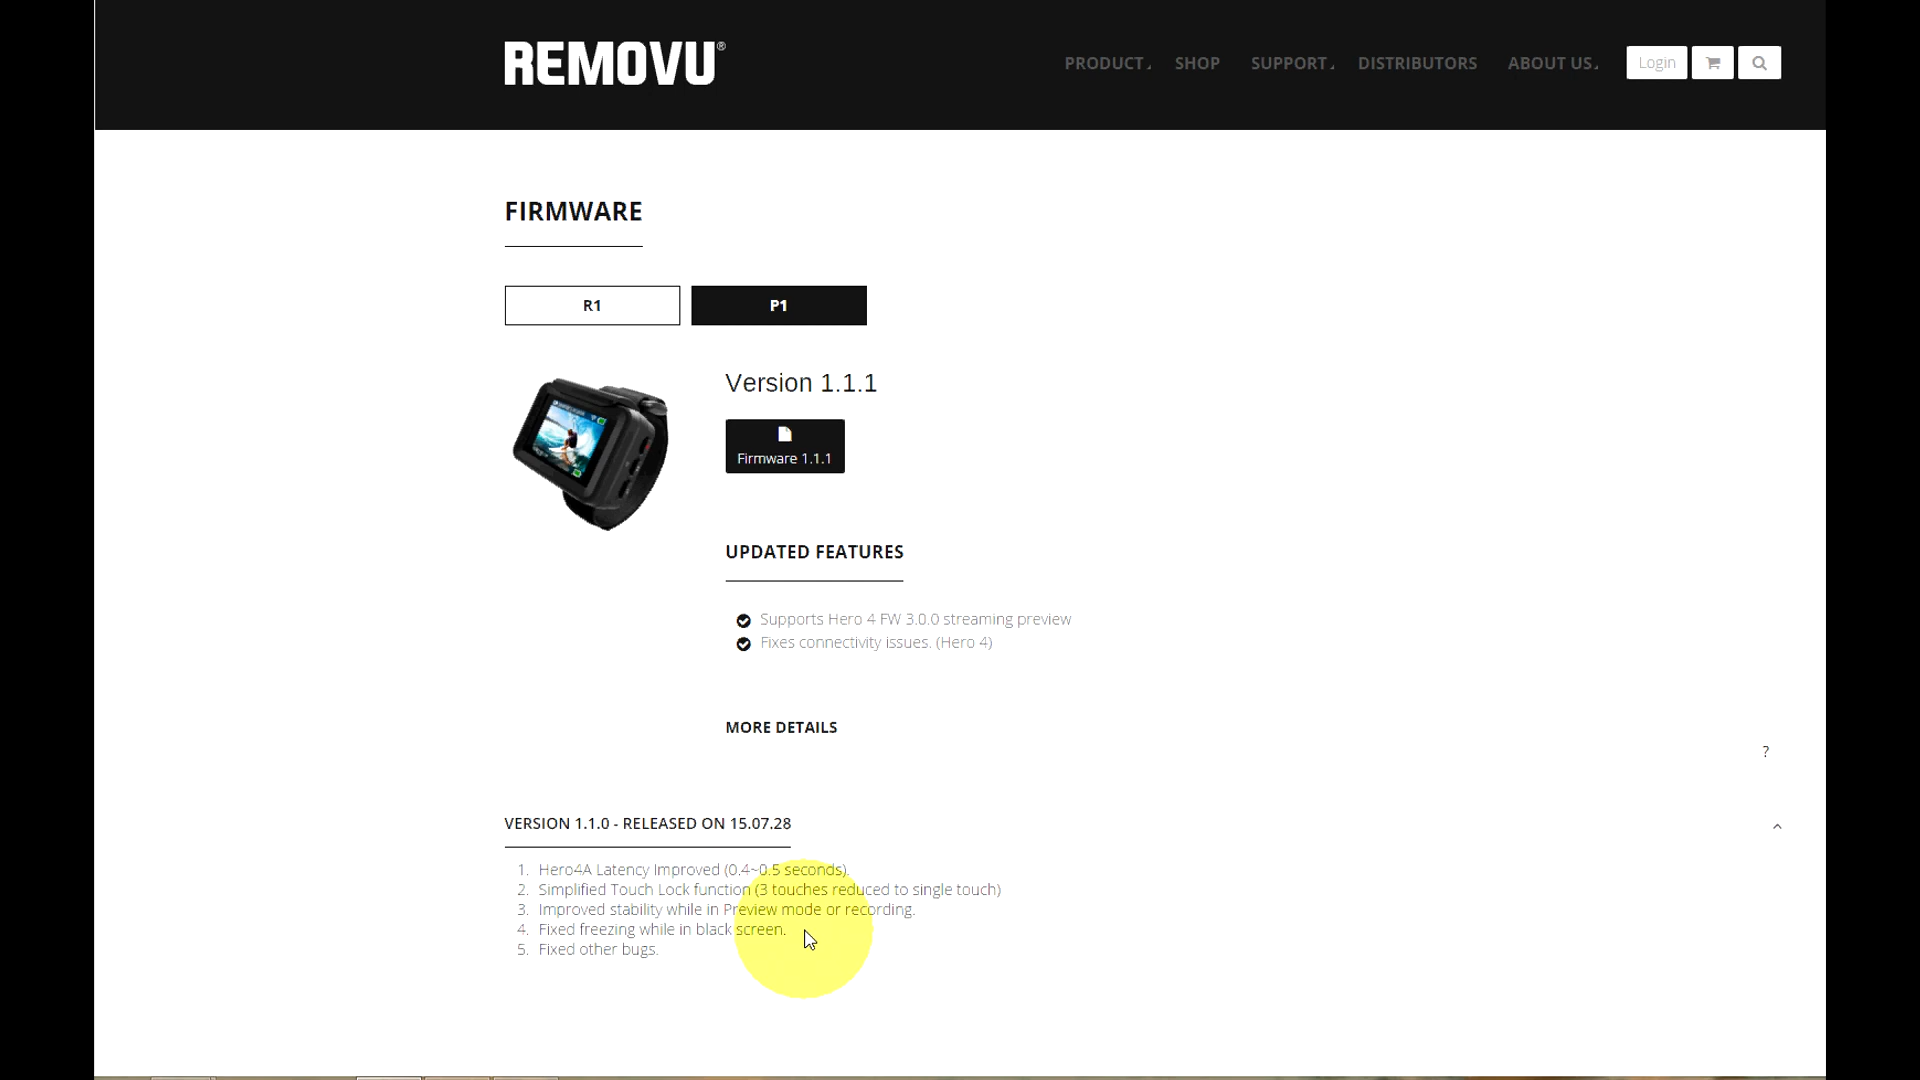 REMOVU®
PRODUCT
SHOP
SUPPORT
DISTRIBUTORS
ABOUT US
Login
FIRMWARE
R1
P1
Version 1.1.1
Firmware 1.1.1
UPDATED FEATURES
Supports Hero 4 FW 3.0.0 streaming preview
Fixes connectivity issues. (Hero 4)
MORE DETAILS
?
VERSION 1.1.0 - RELEASED ON 15.07.28
1. Hero4A Latency Improved (0.4~0.5 seconds).
2. Simplified Touch Lock function (3 touches reduced to single touch)
3. Improved stability while in Preview mode or recording.
4. Fixed freezing while in black screen.
5. Fixed other bugs.